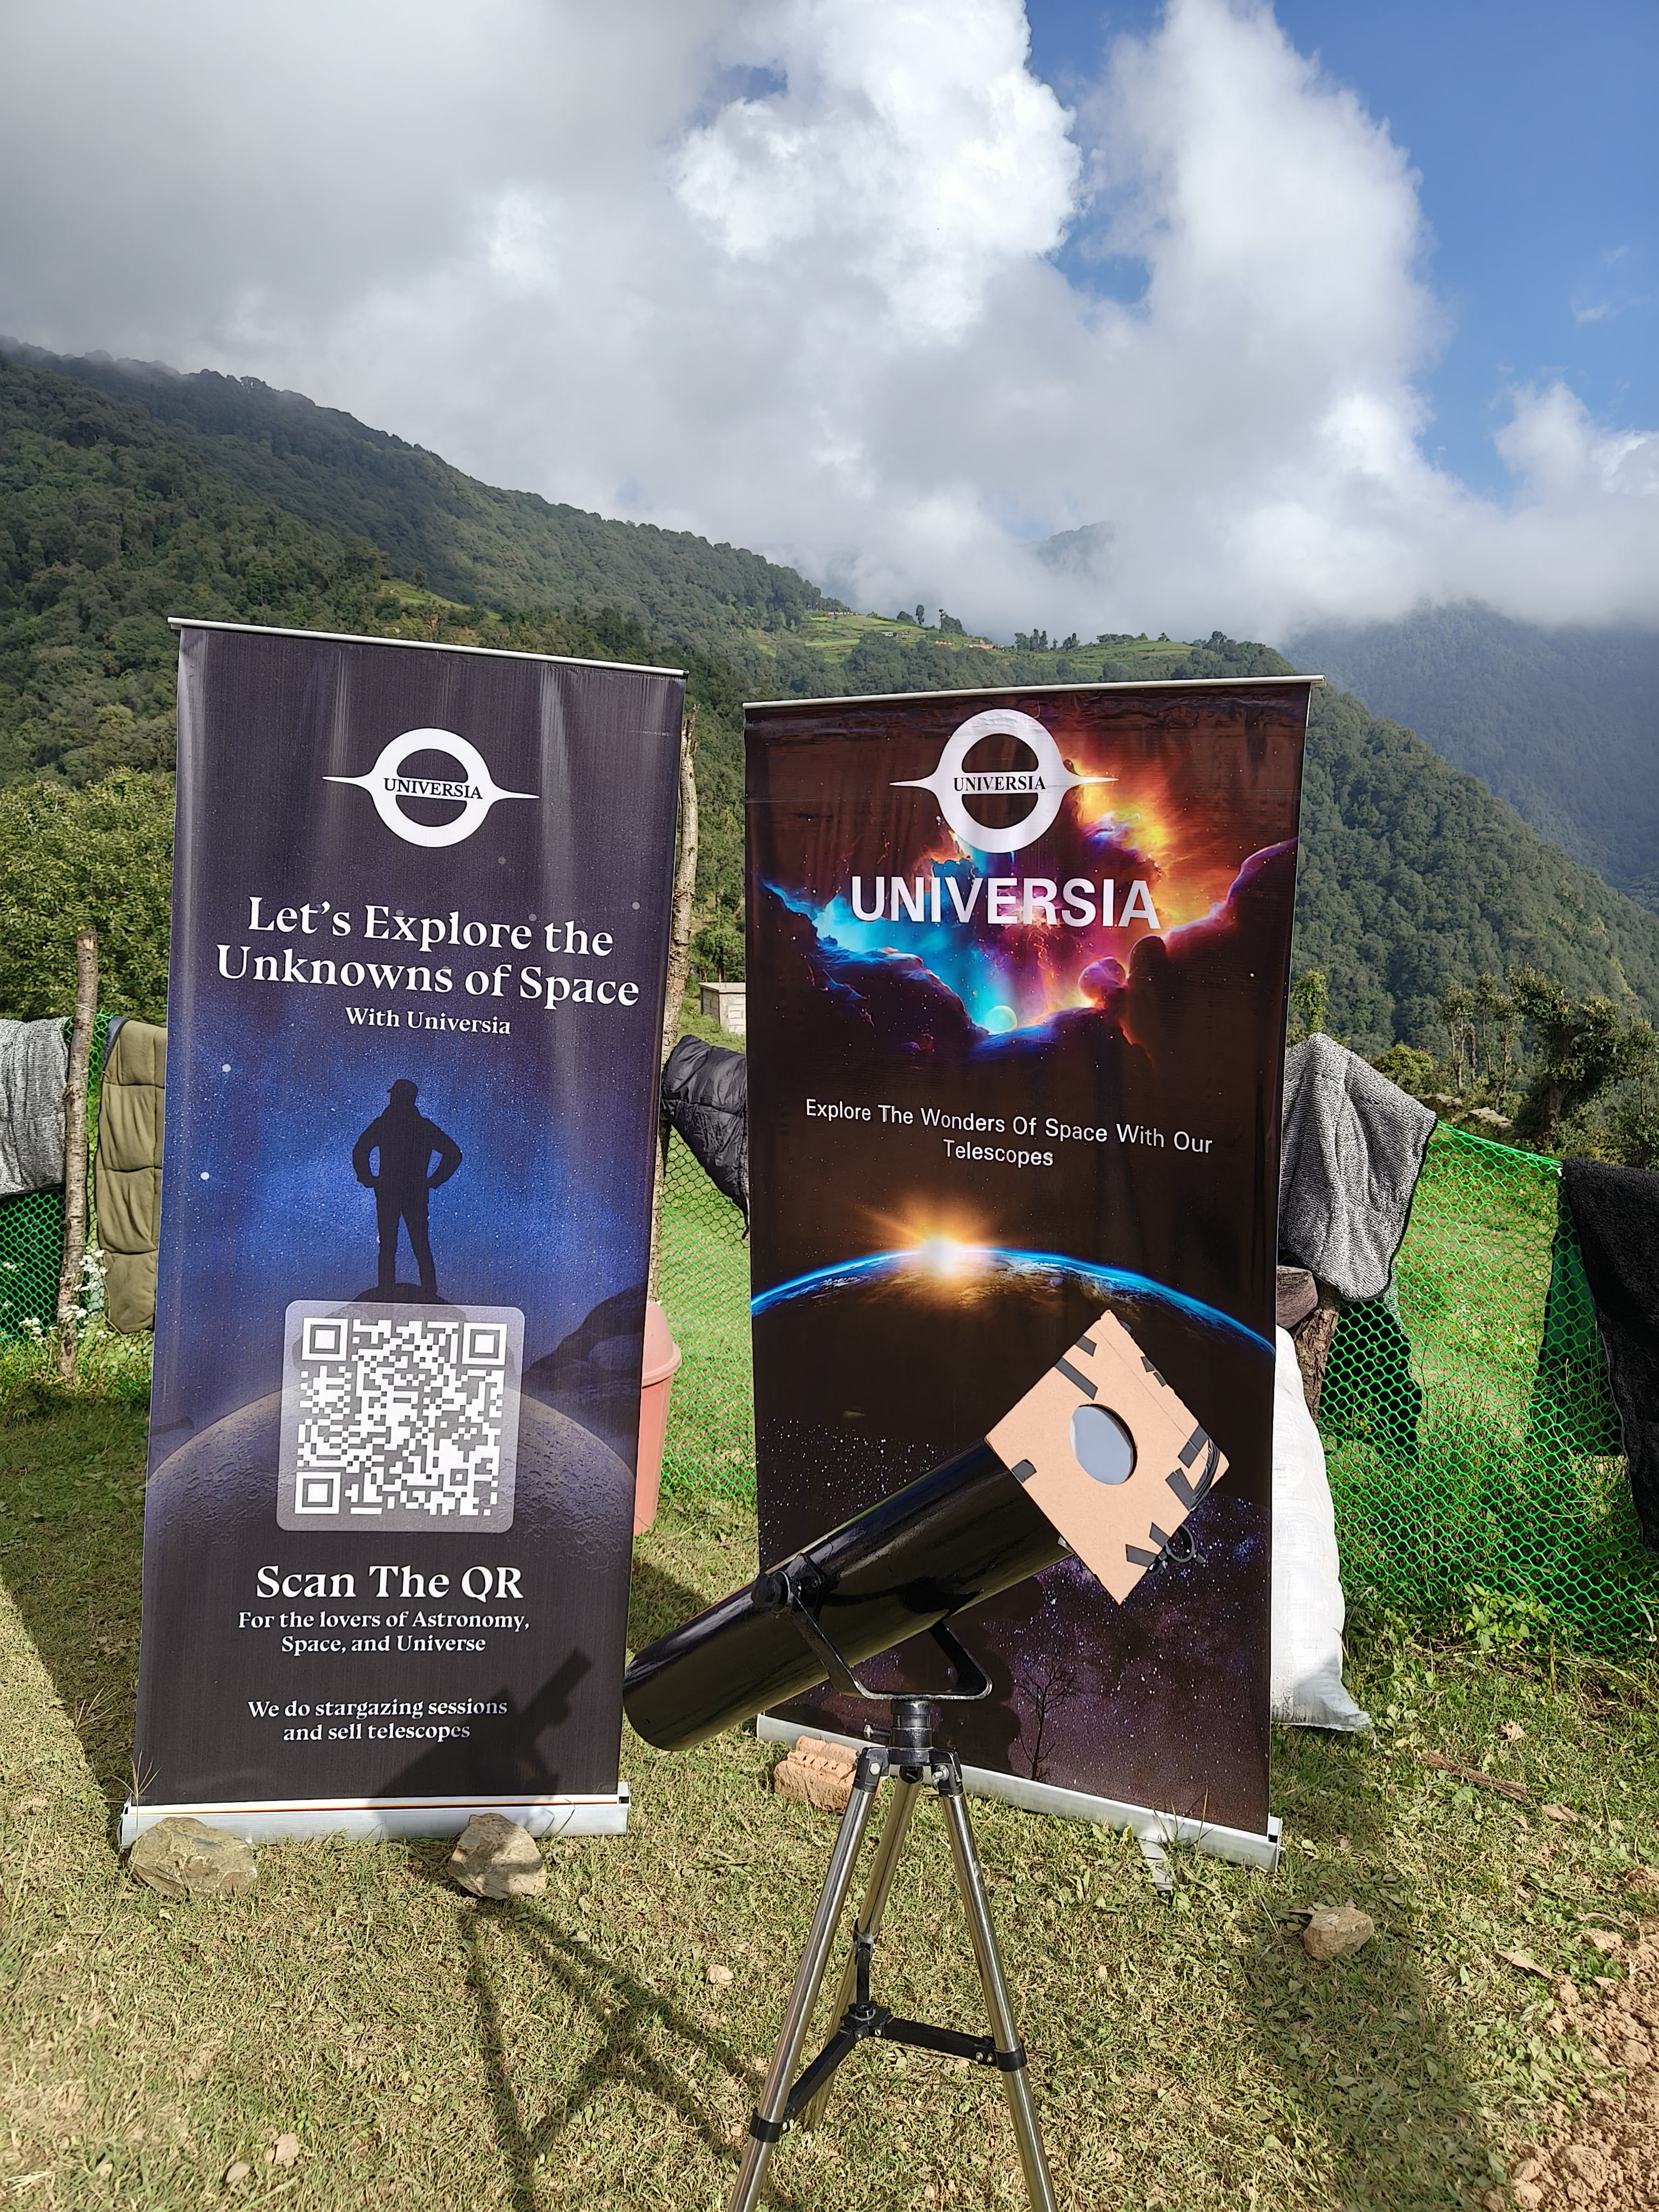 UNIVERSIA
Let's Explore the
Unknowns of Space
With Universia
Scan The QR
For the lovers of Astronomy,
Space, and Universe
We do stargazing sessions
and sell telescopes
UNIVERSIA
UNIVERSIA
Explore The Wonders Of Space With Our
Telescopes